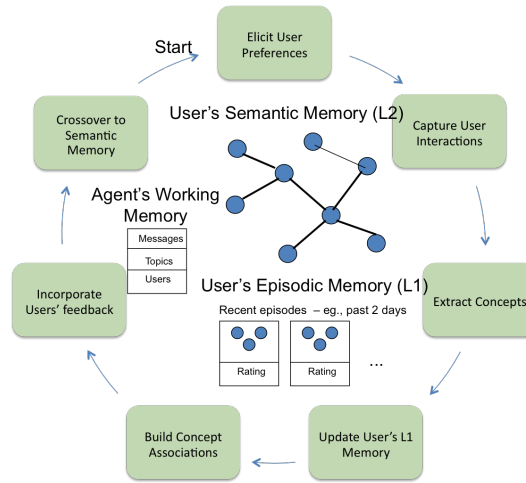 Elicit User
Preferences
Start
Crossover to
Semantic
Memory
User's Semantic Memory (L2)
Capture User
Interactions
Agent's Working
Memory
Messages
Topics
Users
User's Episodic Memory (L1)
Incorporate
Users' feedback
Extract Concepts
Recent episodes – eg., past 2 days
Rating
Rating
...
Build Concept
Associations
Update User's L1
Memory